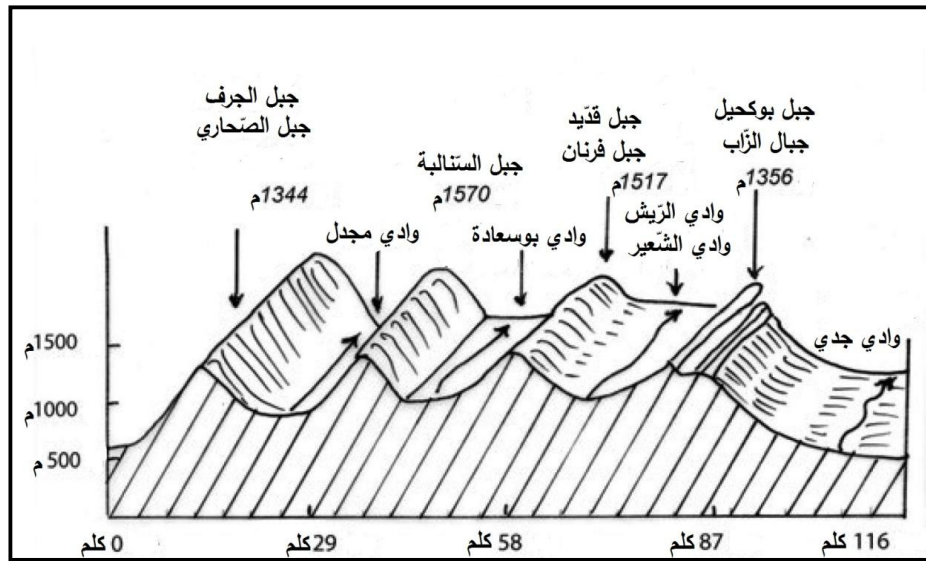 جبل الجرف
جبل الصّحاري
1344م
وادي مجدل
جبل السّنالبة
1570م
وادي بوسعادة
جبل قدّيد
جبل فرنان
1517م
وادي الرّيش
وادي الشّعير
جبل بوكحيل
جبال الزّاب
1356م
وادي جدي
1500م
1000م
500 م
0 كلم
29كلم
58 كلم
87 كلم
116 كلم